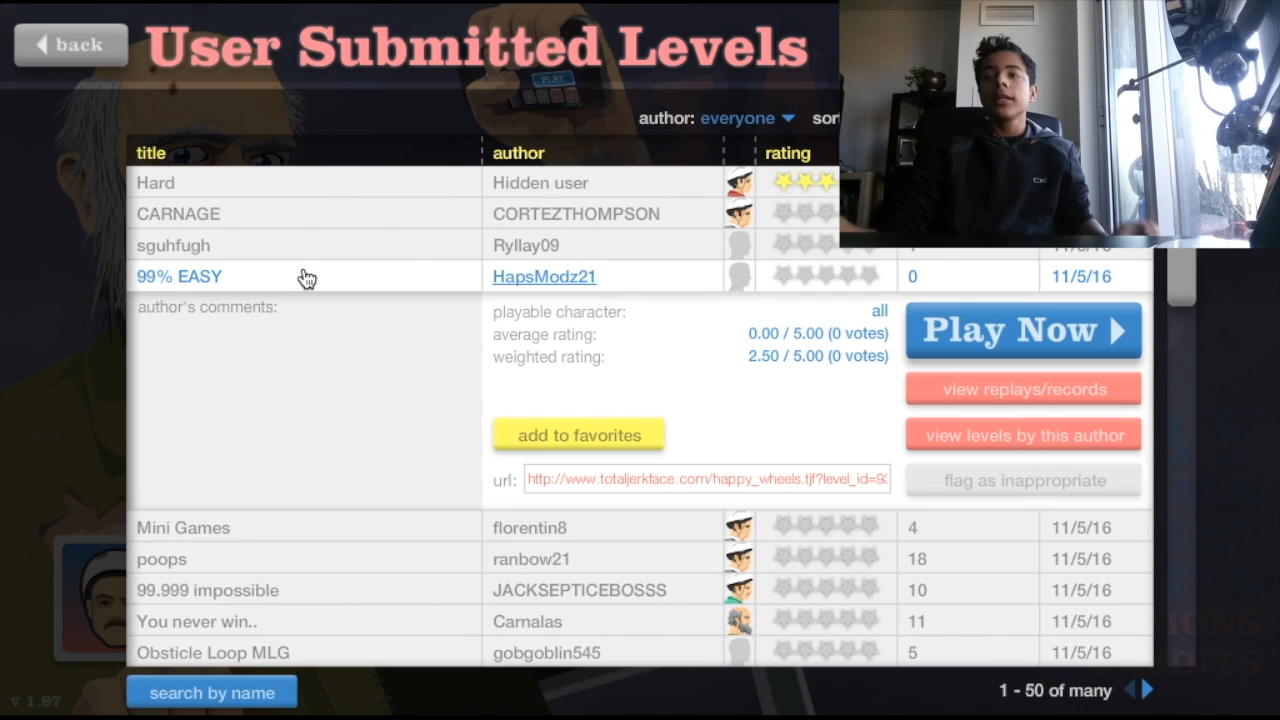 back
User Submitted Levels
PLAY
author: everyone
title author rating
Hard Hidden user
CARNAGE CORTEZTHOMPSON
sguhfugh Ryllay09
99% EASY HapsModz21 0 11/5/16
author's comments:
playable character: all
average rating: 0.00 / 5.00 (0 votes)
weighted rating: 2.50 / 5.00 (0 votes)
Play Now
view replays/records
add to favorites
view levels by this author
url: http://www.totaljerkface.com/happy_wheels.tjf?level_id=9
flag as inappropriate
Mini Games florentin8 4 11/5/16
poops ranbow21 18 11/5/16
99.999 impossible JACKSEPTICEBOSSS 10 11/5/16
You never win.. Carnalas 11 11/5/16
Obsticle Loop MLG gobgoblin545 5 11/5/16
search by name
1 - 50 of many
v 1.87
CK